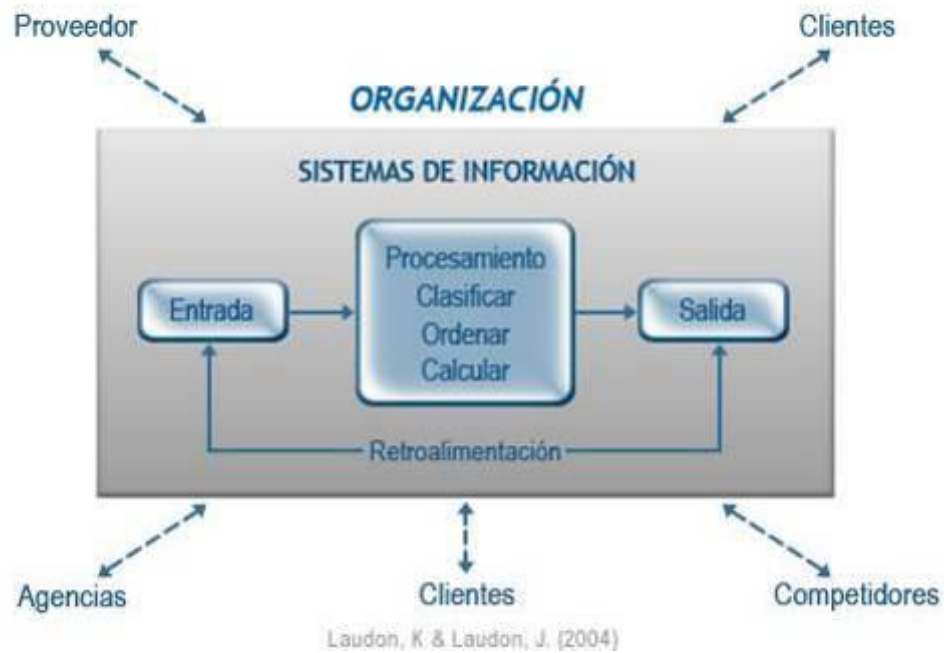 Proveedor
Clientes
ORGANIZACIÓN
SISTEMAS DE INFORMACIÓN
Entrada
Procesamiento
Clasificar
Ordenar
Calcular
Salida
Retroalimentación
Agencias
Clientes
Competidores
Laudon, K & Laudon, J. (2004)